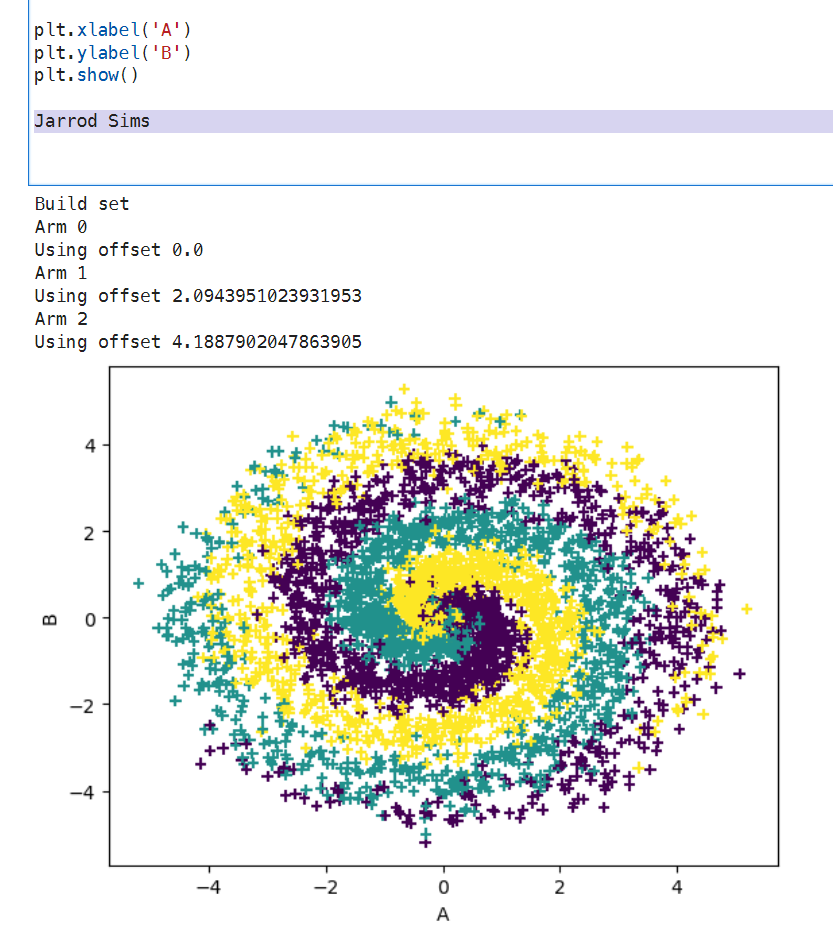 plt.xlabel('A')
plt.ylabel('B')
plt.show()
Jarrod Sims
Build set
Arm 0
Using offset 0.0
Arm 1
Using offset 2.0943951023931953
Arm 2
Using offset 4.1887902047863905
4
2
0
−2
−4
B
−4 −2 0 2 4
A